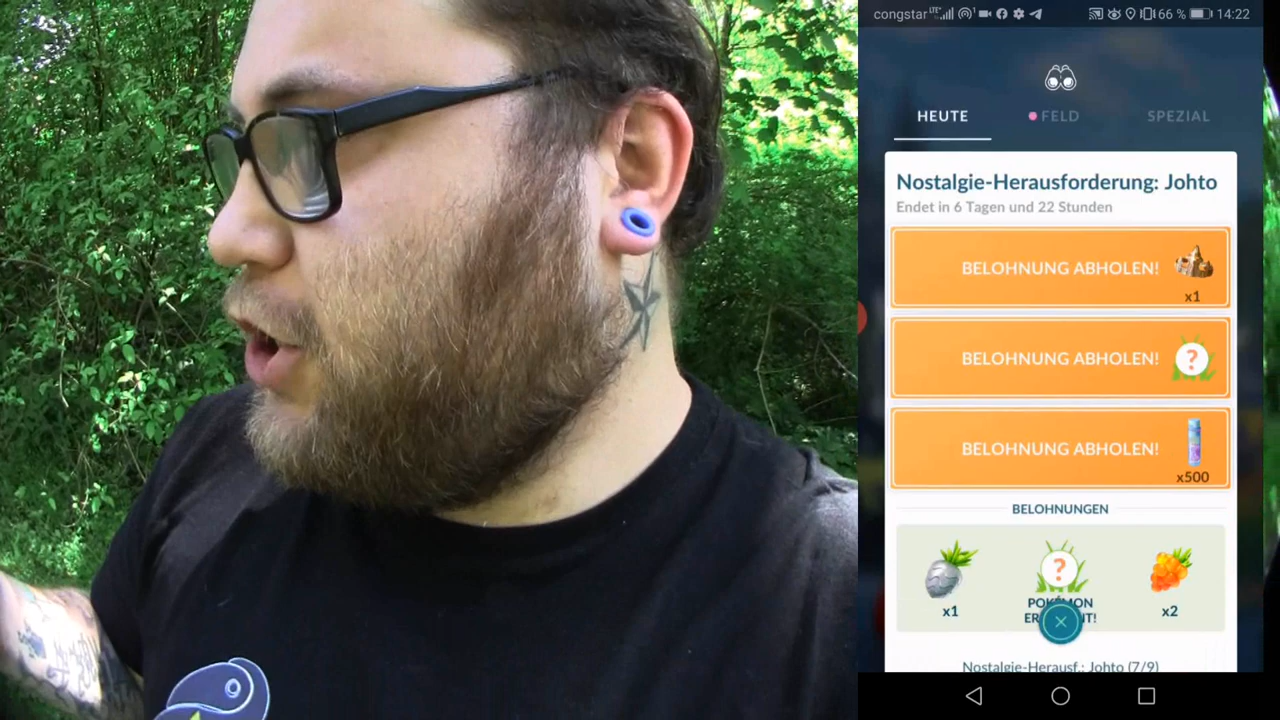 congstar 66 % 14:22
HEUTE FELD SPEZIAL
Nostalgie-Herausforderung: Johto
Endet in 6 Tagen und 22 Stunden
BELOHNUNG ABHOLEN!
x1
BELOHNUNG ABHOLEN!
?
BELOHNUNG ABHOLEN!
x500
BELOHNUNGEN
?
x1 POKÉMON x2
Nostalgie-Herausf.: Johto (7/9)